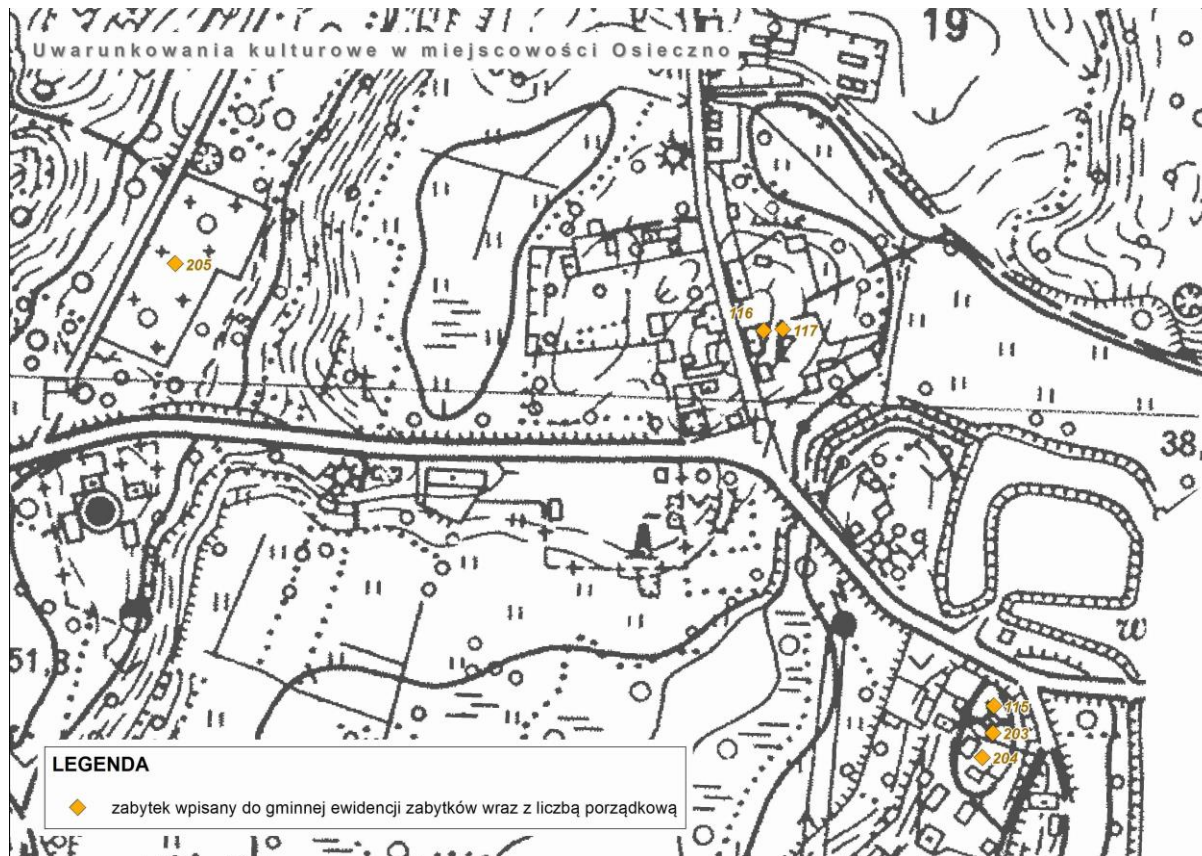 Uwarunkowania kulturowe w miejscowości Osieczno
19
205
116
117
38,
51,8
w
115
203
204
LEGENDA
zabytek wpisany do gminnej ewidencji zabytków wraz z liczbą porządkową